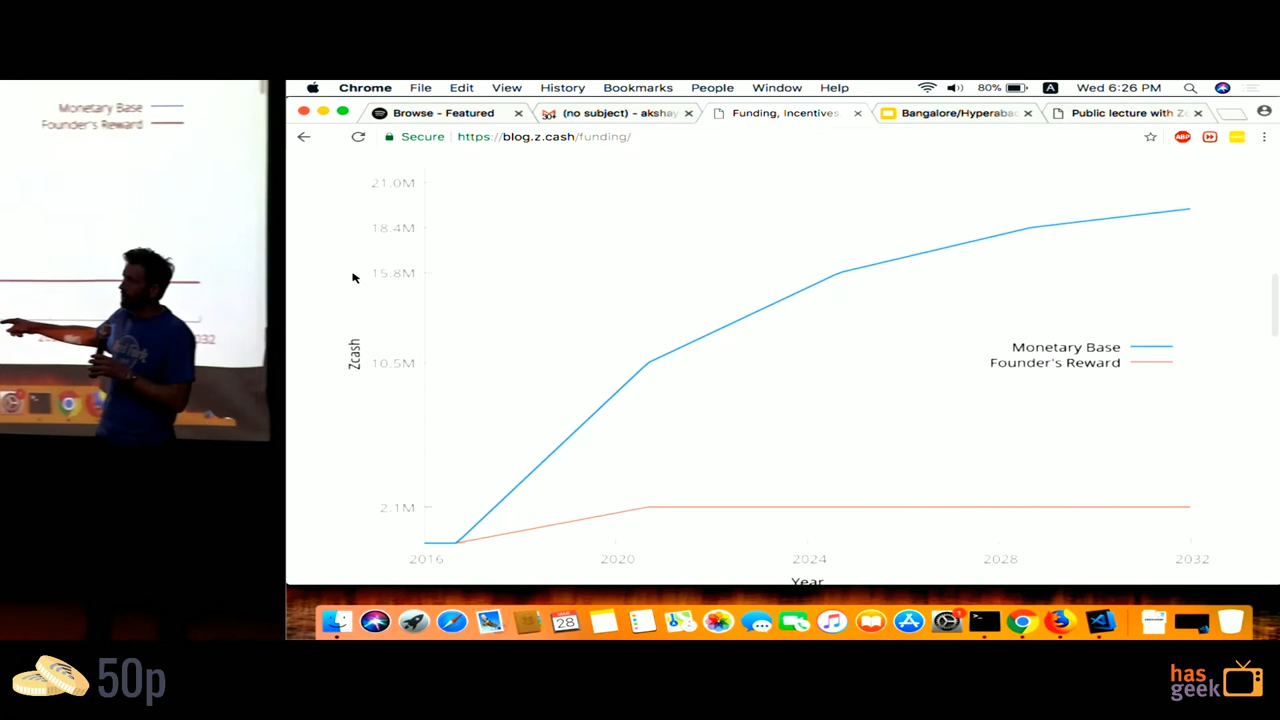 Monetary Base
Founder's Reward
032
Chrome File Edit View History Bookmarks People Window Help 80% A Wed 6:26 PM
Browse - Featured
(no subject) - akshay
Funding, Incentives,
Bangalore/Hyperabad
Public lecture with Zo
Secure https://blog.z.cash/funding/
ABP
21.0M
18.4M
15.8M
10.5M
2.1M
Zcash
Monetary Base
Founder's Reward
2016 2020 2024 2028 2032
Year
28
50p
has
geek